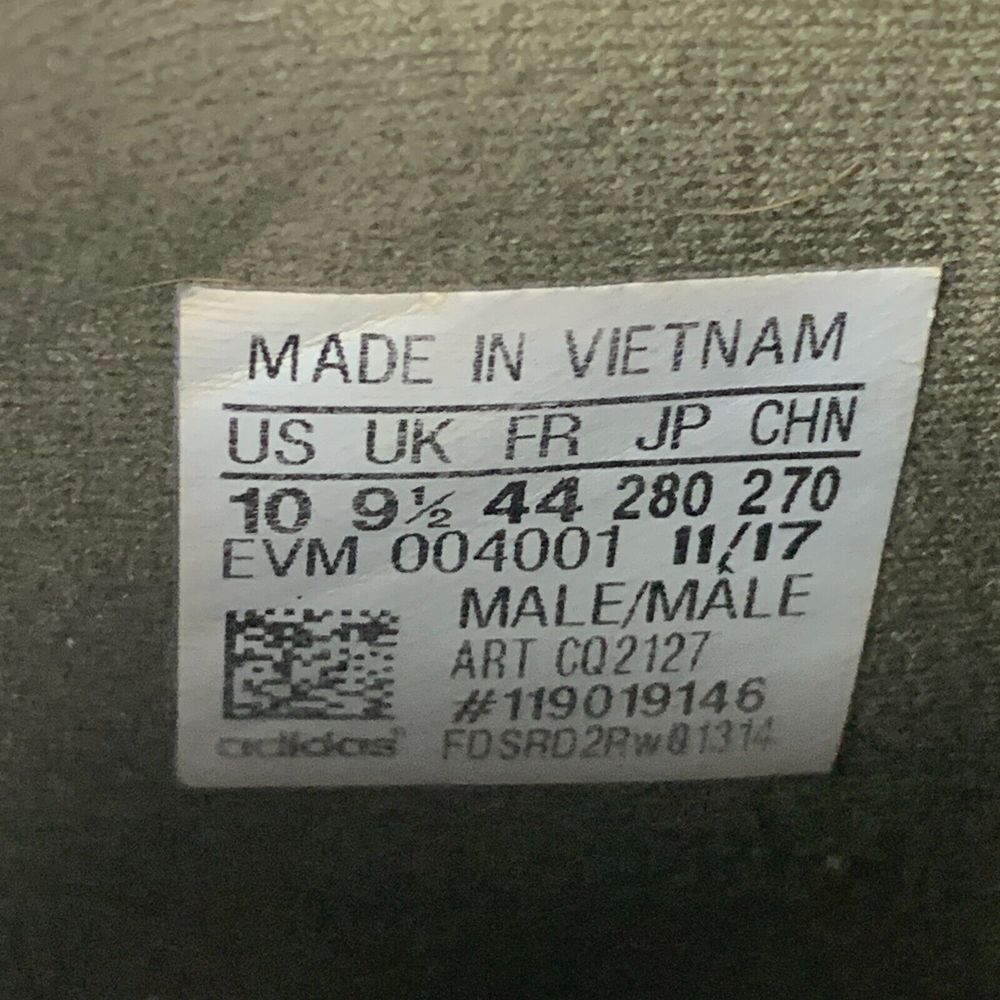 MADE IN VIETNAM
US UK FR JP CHN
10 9½ 44 280 270
EVM 004001 11/17
MALE/MÂLE
ART CQ2127
#119019146
adidas FDSRD2Rw81314